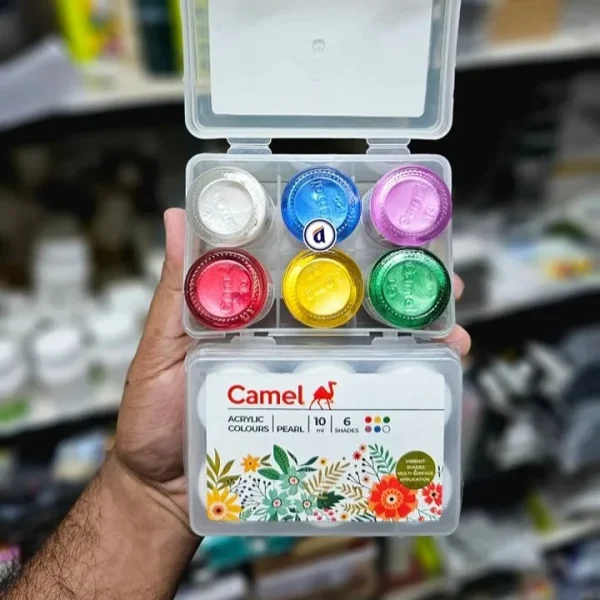 a
Camel
ACRYLIC COLOURS PEARL 10 ml 6 SHADES
VIBRANT
SHADES
MULTI-SURFACE
APPLICATION